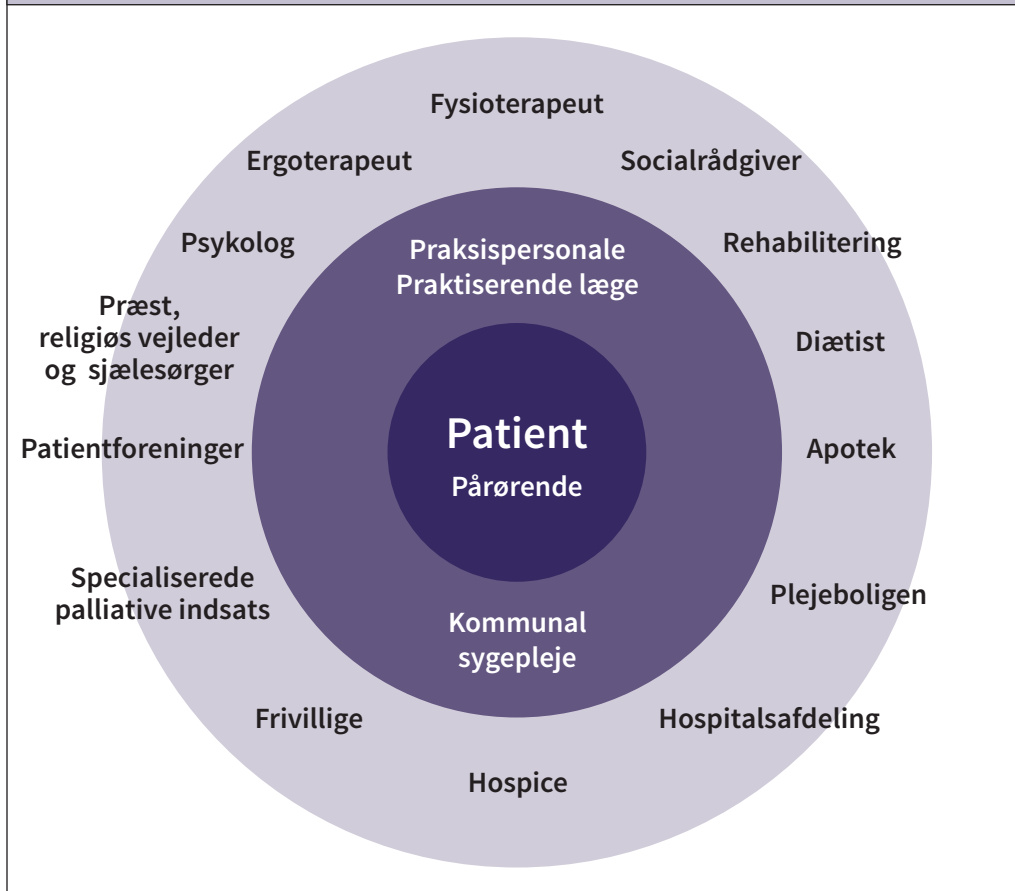 Fysioterapeut
Ergoterapeut
Socialrådgiver
Psykolog
Praksispersonale
Praktiserende læge
Rehabilitering
Præst,
religiøs vejleder
og sjælesørger
Diætist
Patient
Pårørende
Patientforeninger
Apotek
Specialiserede
palliative indsats
Plejeboligen
Kommunal
sygepleje
Frivillige
Hospitalsafdeling
Hospice